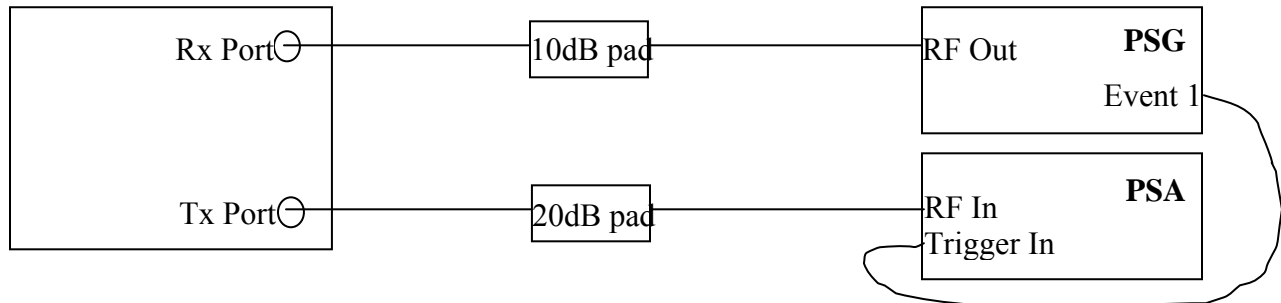 Rx Port
10dB pad
RF Out
PSG
Event 1
Tx Port
20dB pad
RF In
PSA
Trigger In